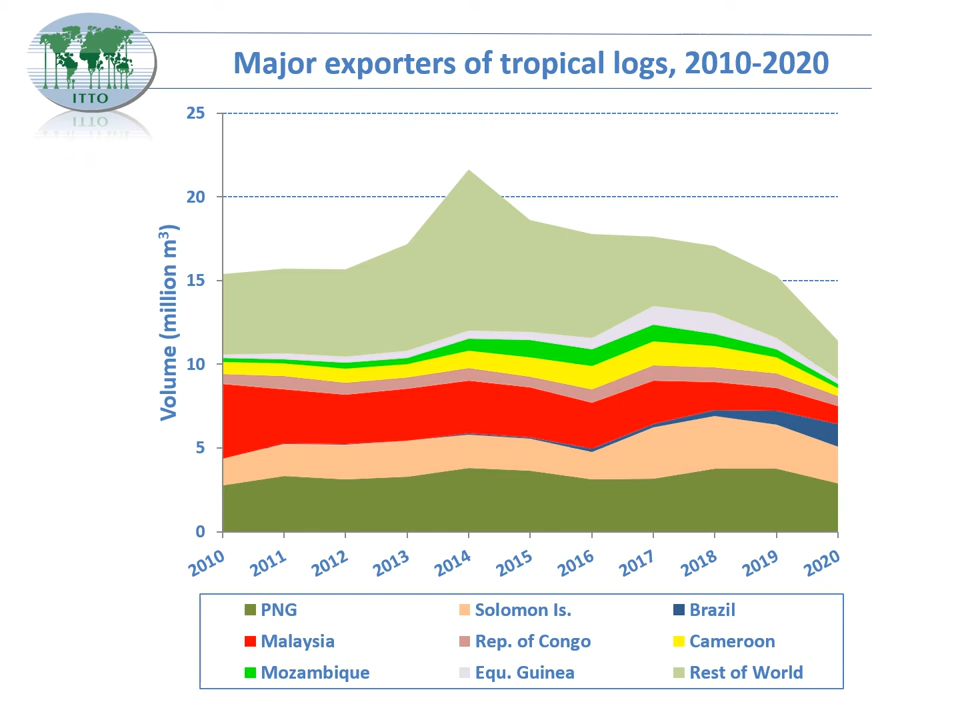 Major exporters of tropical logs, 2010-2020
ITTO
ITTO
25
20
15
10
5
0
Volume (million m³)
2010 2011 2012 2013 2014 2015 2016 2017 2018 2019 2020
PNG Solomon Is. Brazil
Malaysia Rep. of Congo Cameroon
Mozambique Equ. Guinea Rest of World